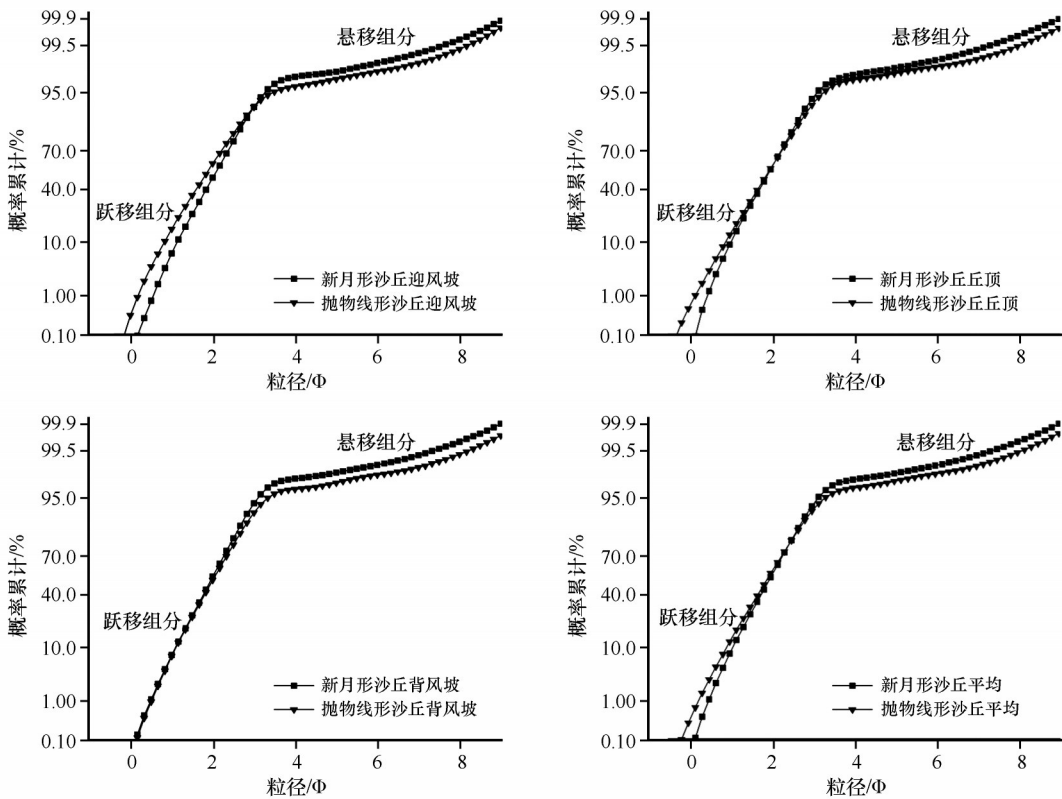 99.9
99.5
95.0
70.0
40.0
10.0
1.00
0.10
概率累计/%
悬移组分
跃移组分
新月形沙丘迎风坡
抛物线形沙丘迎风坡
0 2 4 6 8
粒径/Φ
99.9
99.5
95.0
70.0
40.0
10.0
1.00
0.10
概率累计/%
悬移组分
跃移组分
新月形沙丘丘顶
抛物线形沙丘丘顶
0 2 4 6 8
粒径/Φ
99.9
99.5
95.0
70.0
40.0
10.0
1.00
0.10
概率累计/%
悬移组分
跃移组分
新月形沙丘背风坡
抛物线形沙丘背风坡
0 2 4 6 8
粒径/Φ
99.9
99.5
95.0
70.0
40.0
10.0
1.00
0.10
概率累计/%
悬移组分
跃移组分
新月形沙丘平均
抛物线形沙丘平均
0 2 4 6 8
粒径/Φ